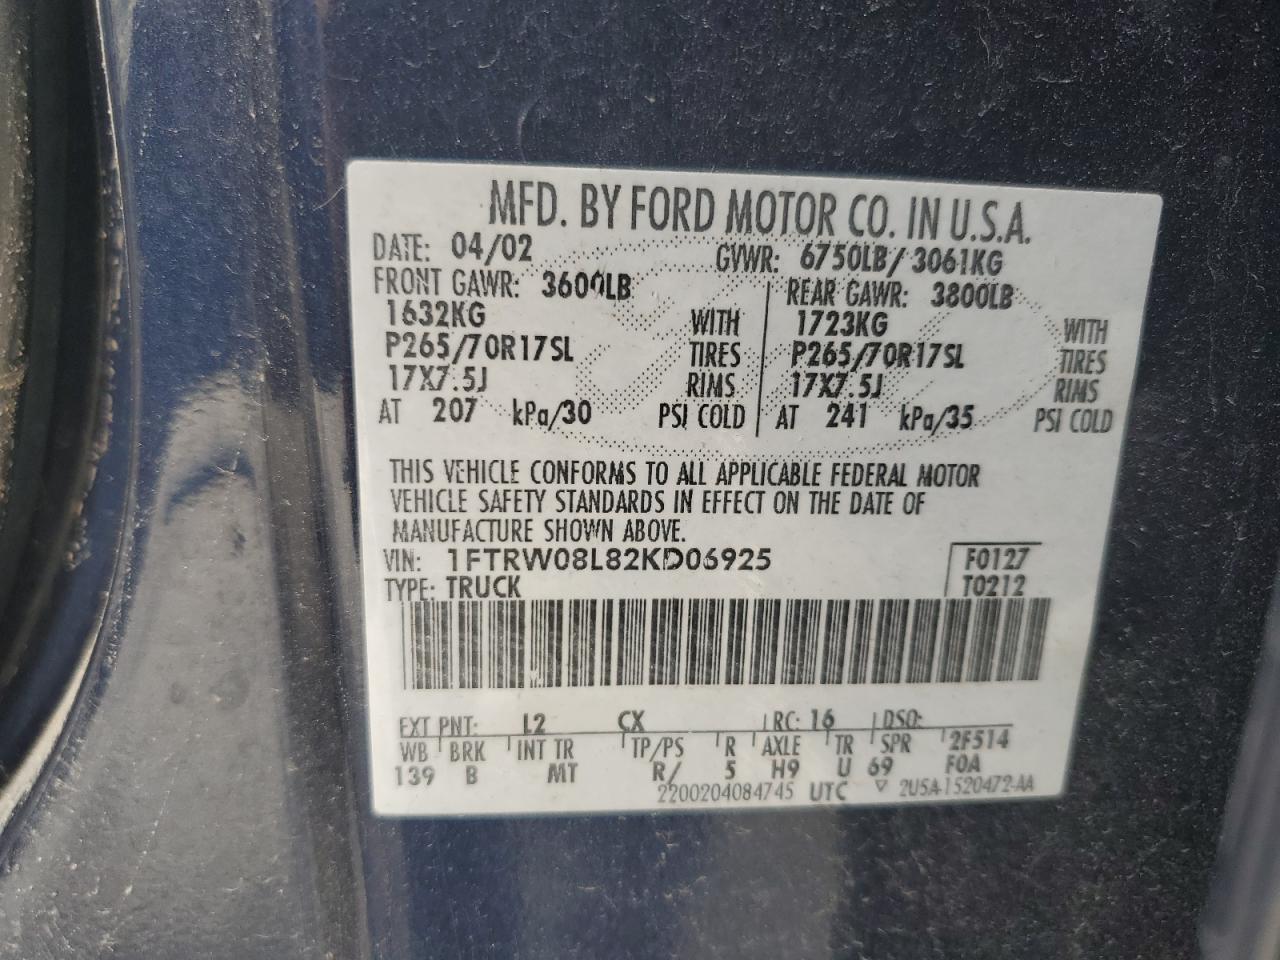 MFD. BY FORD MOTOR CO. IN U.S.A.
DATE: 04/02 GVWR: 6750LB/ 3061KG
FRONT GAWR: 3600LB REAR GAWR: 3800LB
1632KG WITH 1723KG WITH
P265/70R17SL TIRES P265/70R17SL TIRES
17X7.5J RIMS 17X7.5J RIMS
AT 207 kPa/30 PSI COLD AT 241 kPa/35 PSI COLD
THIS VEHICLE CONFORMS TO ALL APPLICABLE FEDERAL MOTOR
VEHICLE SAFETY STANDARDS IN EFFECT ON THE DATE OF
MANUFACTURE SHOWN ABOVE.
VIN: 1FTRW08L82KD06925 F0127
TYPE: TRUCK T0212
EXT PNT: L2 CX RC: 16 DSO:
WB BRK INT TR TP/PS R AXLE TR SPR 2F514
139 B MT R/ 5 H9 U 69 F0A
2200204084745 UTC ▽ 2U5A-1520472-AA